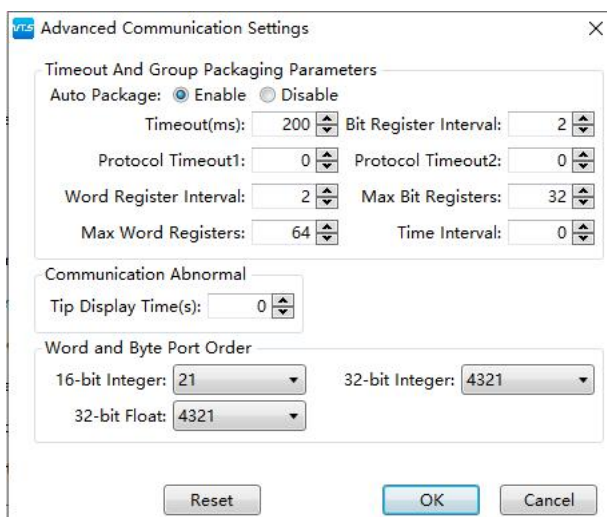 VTS Advanced Communication Settings
Timeout And Group Packaging Parameters
Auto Package: Enable Disable
Timeout(ms): 200 Bit Register Interval: 2
Protocol Timeout1: 0 Protocol Timeout2: 0
Word Register Interval: 2 Max Bit Registers: 32
Max Word Registers: 64 Time Interval: 0
Communication Abnormal
Tip Display Time(s): 0
Word and Byte Port Order
16-bit Integer: 21 32-bit Integer: 4321
32-bit Float: 4321
Reset OK Cancel